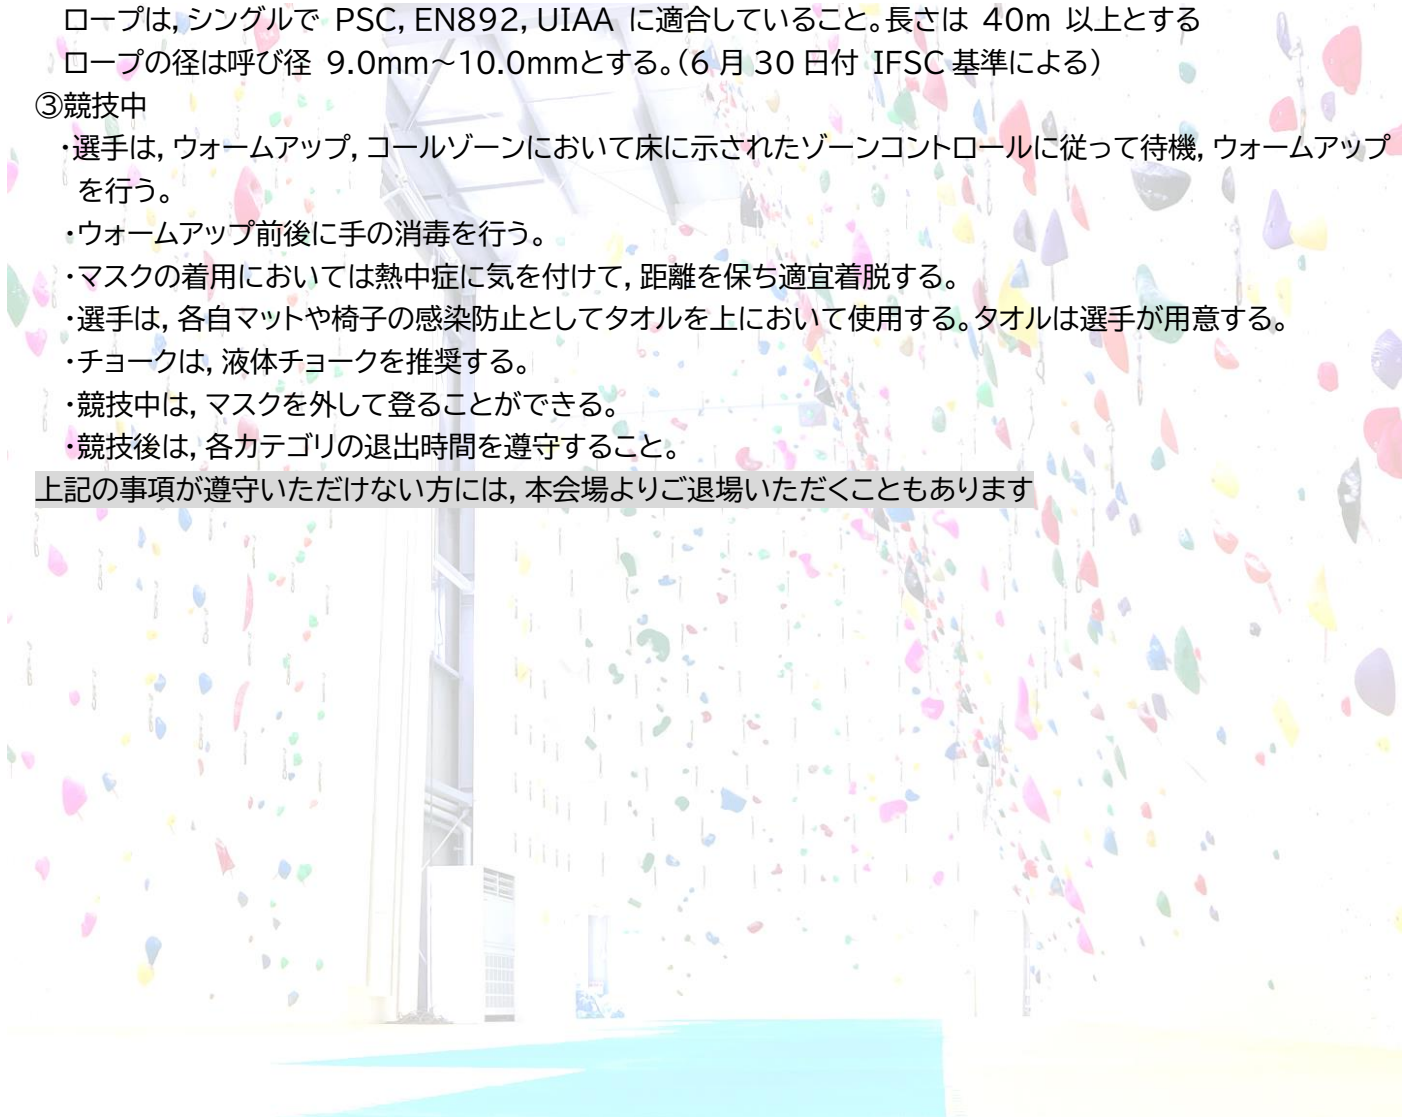 ロープは，シングルで PSC，EN892，UIAA に適合していること。長さは 40m 以上とする
ロープの径は呼び径 9.0mm～10.0mmとする。（6月30日付 IFSC基準による）
③競技中
・選手は，ウォームアップ，コールゾーンにおいて床に示されたゾーンコントロールに従って待機，ウォームアップ
を行う。
・ウォームアップ前後に手の消毒を行う。
・マスクの着用においては熱中症に気を付けて，距離を保ち適宜着脱する。
・選手は，各自マットや椅子の感染防止としてタオルを上において使用する。タオルは選手が用意する。
・チョークは，液体チョークを推奨する。
・競技中は，マスクを外して登ることができる。
・競技後は，各カテゴリの退出時間を遵守すること。
上記の事項が遵守いただけない方には，本会場よりご退場いただくこともあります